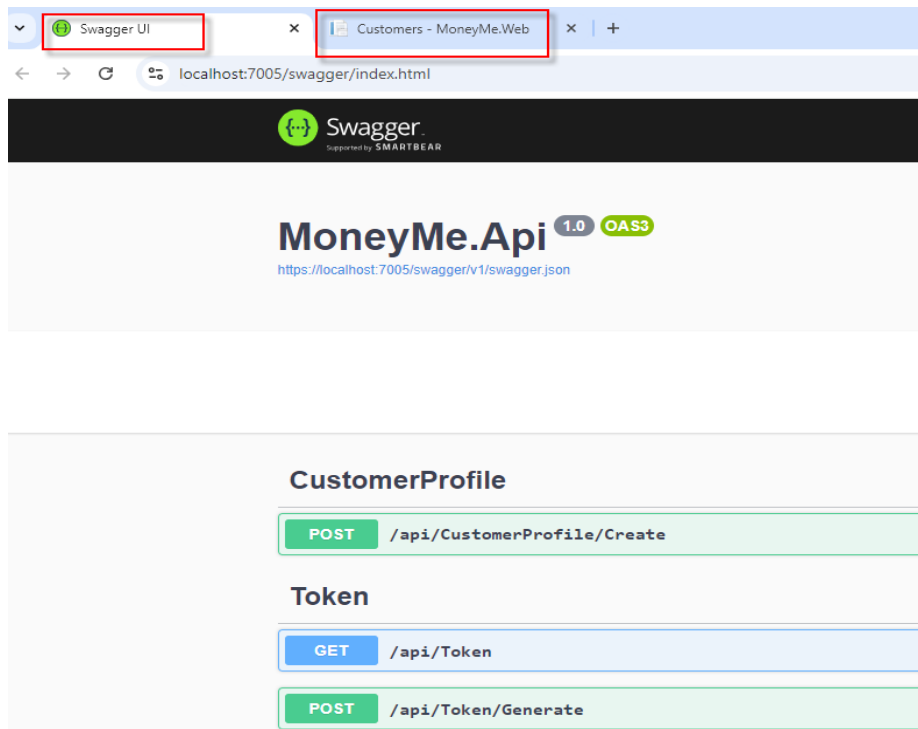 Swagger UI
Customers - MoneyMe.Web
localhost:7005/swagger/index.html
Swagger.
Supported by SMARTBEAR
MoneyMe.Api 1.0 OAS3
https://localhost:7005/swagger/v1/swagger.json
CustomerProfile
POST /api/CustomerProfile/Create
Token
GET /api/Token
POST /api/Token/Generate